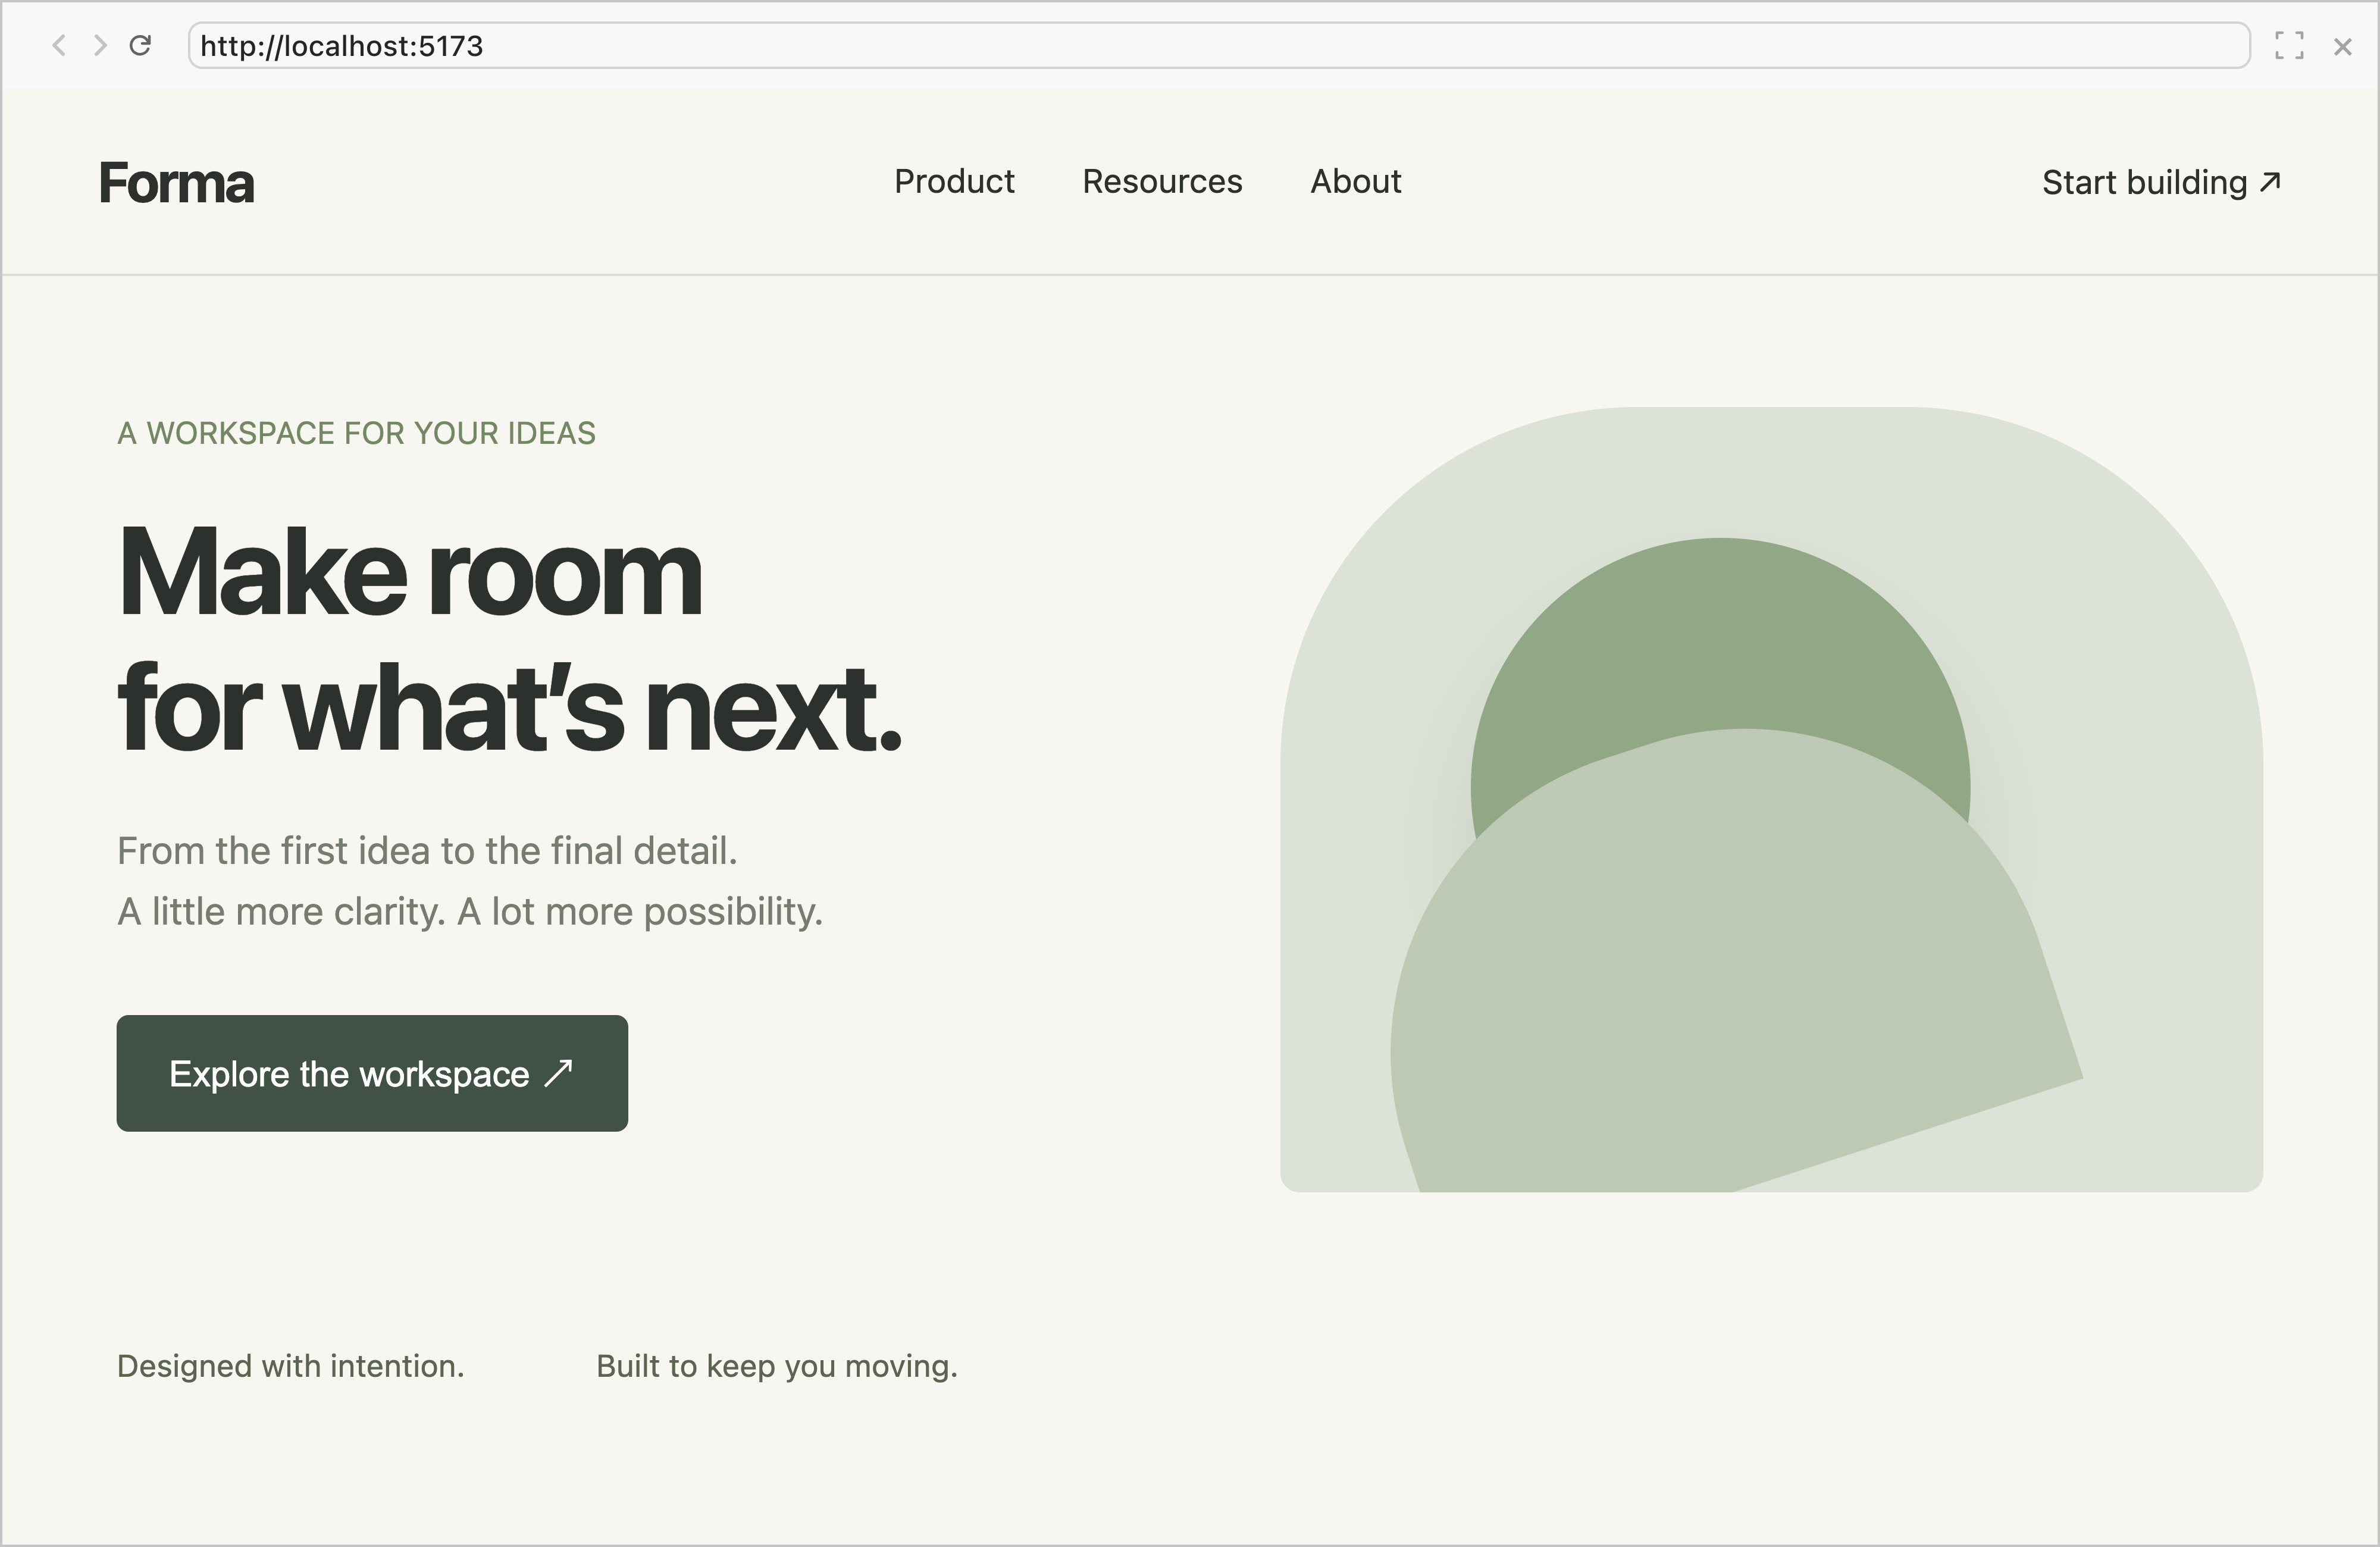 http://localhost:5173
Forma
Product
Resources
About
Start building ↗
A WORKSPACE FOR YOUR IDEAS
Make room
for what’s next.
From the first idea to the final detail.
A little more clarity. A lot more possibility.
Explore the workspace ↗
Designed with intention.
Built to keep you moving.